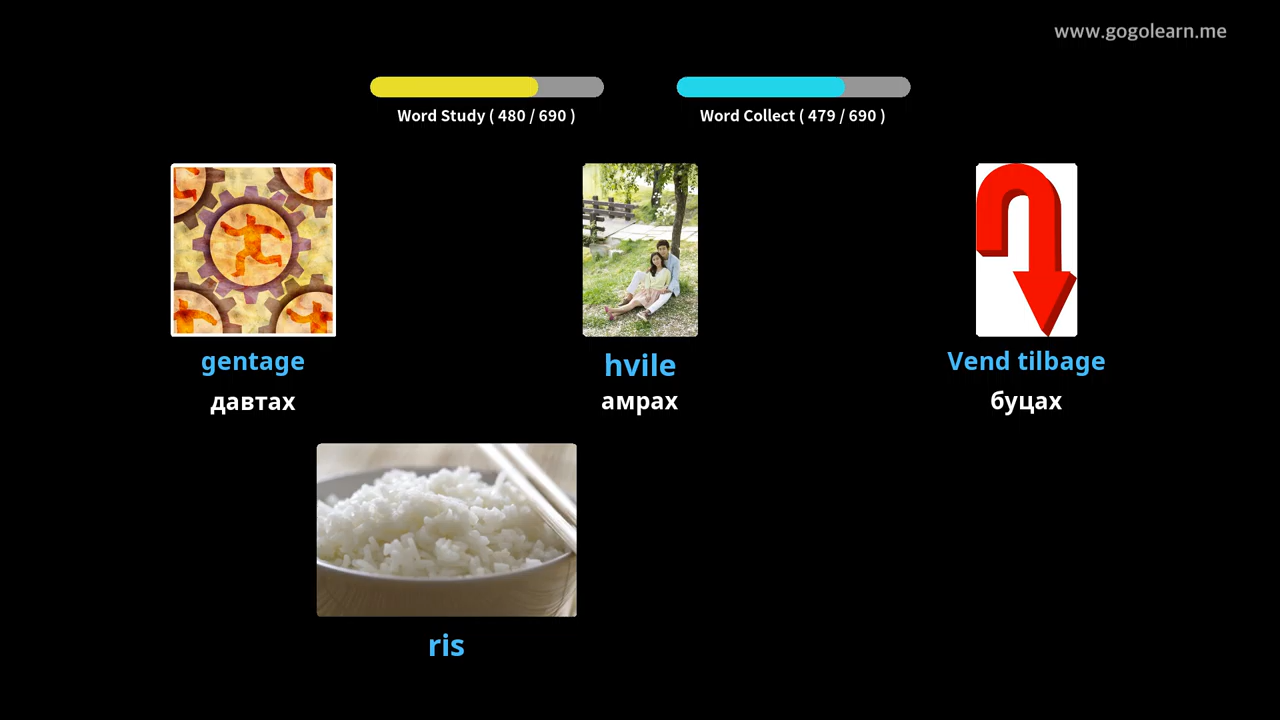 www.gogolearn.me
Word Study ( 480 / 690 )
Word Collect ( 479 / 690 )
gentage
hvile
Vend tilbage
давтах
амрах
буцах
ris